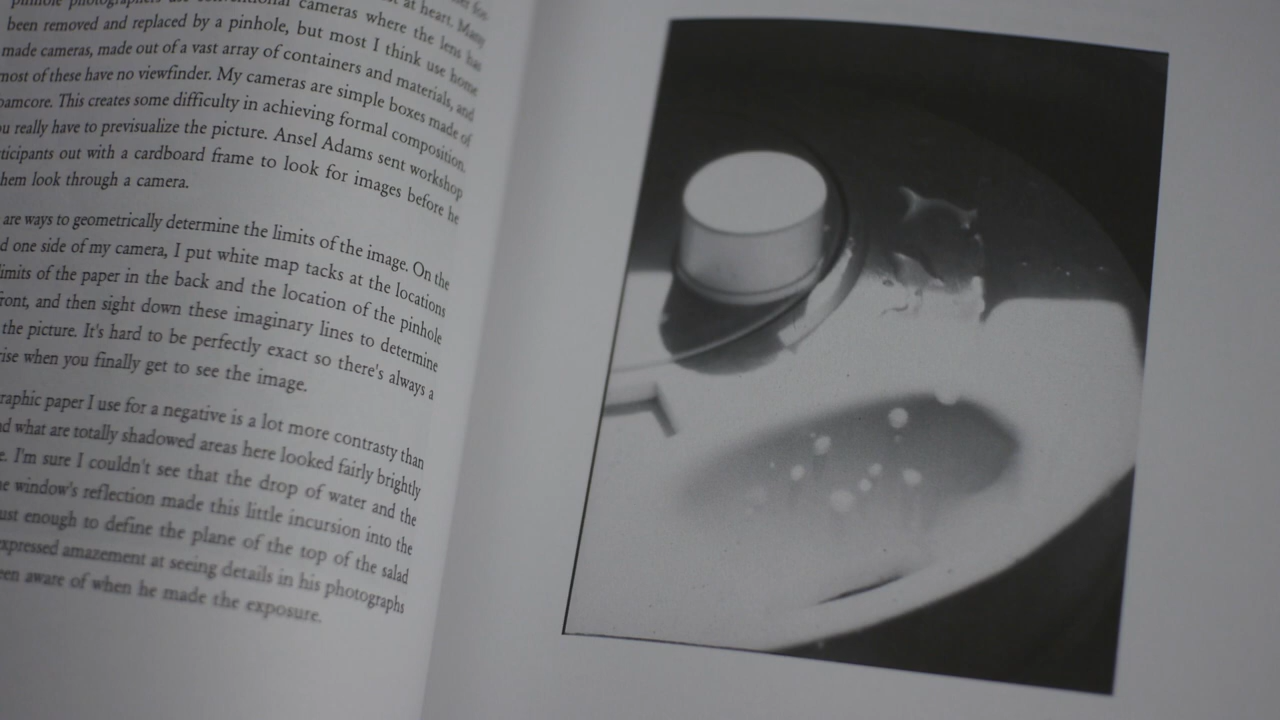 pinhole photographers use conventional cameras where the lens has
been removed and replaced by a pinhole, but most I think use home
made cameras, made out of a vast array of containers and materials, and
most of these have no viewfinder. My cameras are simple boxes made of
oamcore. This creates some difficulty in achieving formal composition.
u really have to previsualize the picture. Ansel Adams sent workshop
ticipants out with a cardboard frame to look for images before he
hem look through a camera.
are ways to geometrically determine the limits of the image. On the
d one side of my camera, I put white map tacks at the locations
limits of the paper in the back and the location of the pinhole
ront, and then sight down these imaginary lines to determine
the picture. It's hard to be perfectly exact so there's always a
rise when you finally get to see the image.
raphic paper I use for a negative is a lot more contrasty than
nd what are totally shadowed areas here looked fairly brightly
e. I'm sure I couldn't see that the drop of water and the
he window's reflection made this little incursion into the
ust enough to define the plane of the top of the salad
xpressed amazement at seeing details in his photographs
een aware of when he made the exposure.